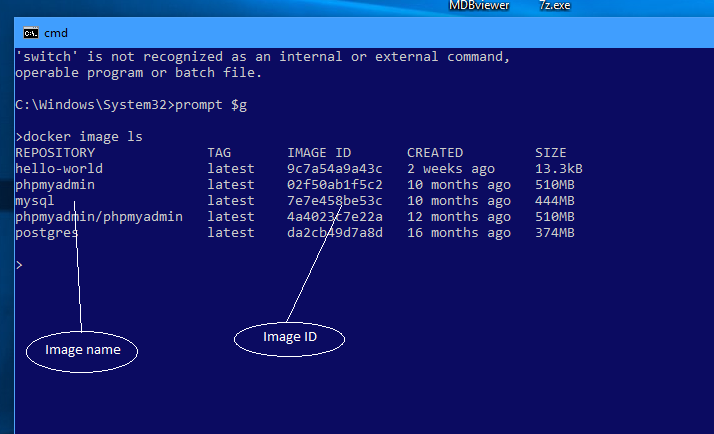 MDBviewer 7z.exe
cmd
'switch' is not recognized as an internal or external command,
operable program or batch file.
C:\Windows\System32>prompt $g
>docker image ls
REPOSITORY TAG IMAGE ID CREATED SIZE
hello-world latest 9c7a54a9a43c 2 weeks ago 13.3kB
phpmyadmin latest 02f50ab1f5c2 10 months ago 510MB
mysql latest 7e7e458be53c 10 months ago 444MB
phpmyadmin/phpmyadmin latest 4a4023c7e22a 12 months ago 510MB
postgres latest da2cb49d7a8d 16 months ago 374MB
>
Image name
Image ID